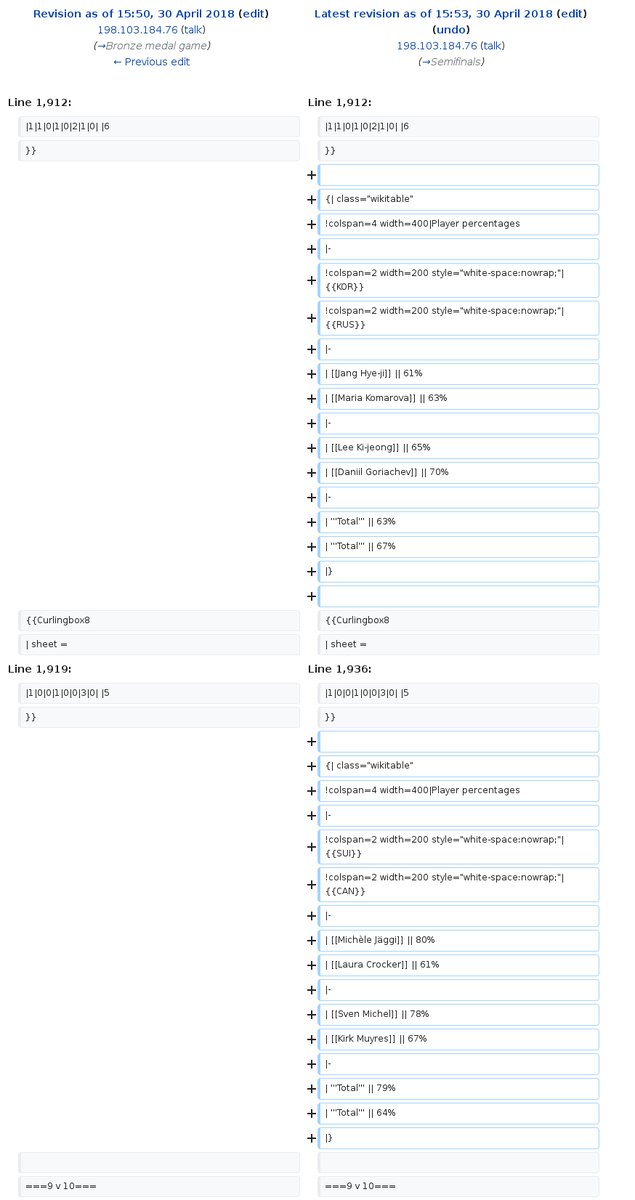 Revision as of 15:50, 30 April 2018 (edit)
198.103.184.76 (talk)
(→Bronze medal game)
← Previous edit
Latest revision as of 15:53, 30 April 2018 (edit)
(undo)
198.103.184.76 (talk)
(→Semifinals)
Line 1,912:
Line 1,912:
|1|1|0|1|0|2|1|0| |6
|1|1|0|1|0|2|1|0| |6
}}
}}
+
+ {| class="wikitable"
+ !colspan=4 width=400|Player percentages
+ |-
+ !colspan=2 width=200 style="white-space:nowrap;"|
{{KOR}}
+ !colspan=2 width=200 style="white-space:nowrap;"|
{{RUS}}
+ |-
+ | [[Jang Hye-ji]] || 61%
+ | [[Maria Komarova]] || 63%
+ |-
+ | [[Lee Ki-jeong]] || 65%
+ | [[Daniil Goriachev]] || 70%
+ |-
+ | '''Total''' || 63%
+ | '''Total''' || 67%
+ |}
+
{{Curlingbox8
{{Curlingbox8
| sheet =
| sheet =
Line 1,919:
Line 1,936:
|1|0|0|1|0|0|3|0| |5
|1|0|0|1|0|0|3|0| |5
}}
}}
+
+ {| class="wikitable"
+ !colspan=4 width=400|Player percentages
+ |-
+ !colspan=2 width=200 style="white-space:nowrap;"|
{{SUI}}
+ !colspan=2 width=200 style="white-space:nowrap;"|
{{CAN}}
+ |-
+ | [[Michèle Jäggi]] || 80%
+ | [[Laura Crocker]] || 61%
+ |-
+ | [[Sven Michel]] || 78%
+ | [[Kirk Muyres]] || 67%
+ |-
+ | '''Total''' || 79%
+ | '''Total''' || 64%
+ |}
===9 v 10===
===9 v 10===